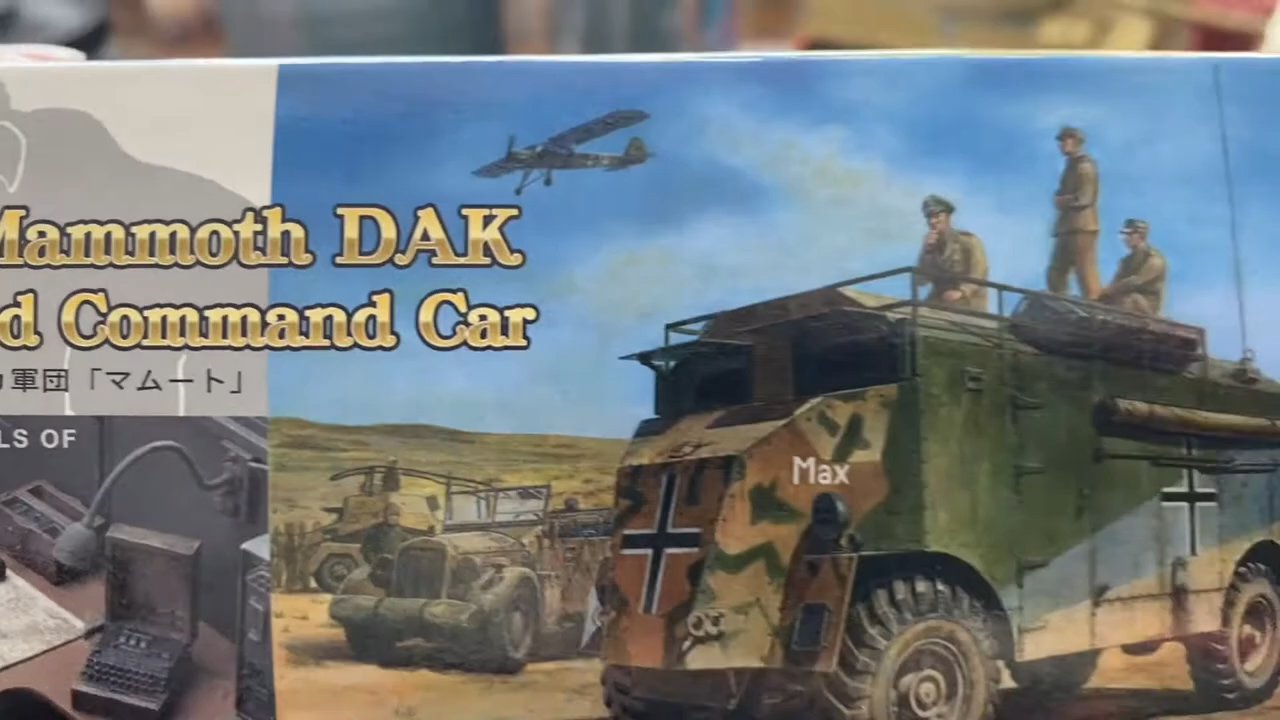 Mammoth DAK
d Command Car
軍団「マムート」
LS OF
Max